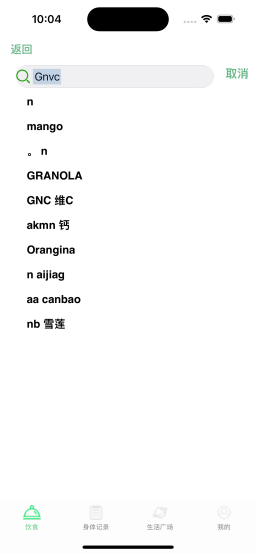 10:04
返回
Gnvc
取消
n
mango
。 n
GRANOLA
GNC 维C
akmn 钙
Orangina
n aijiag
aa canbao
nb 雪莲
饮食
身体记录
生活广场
我的